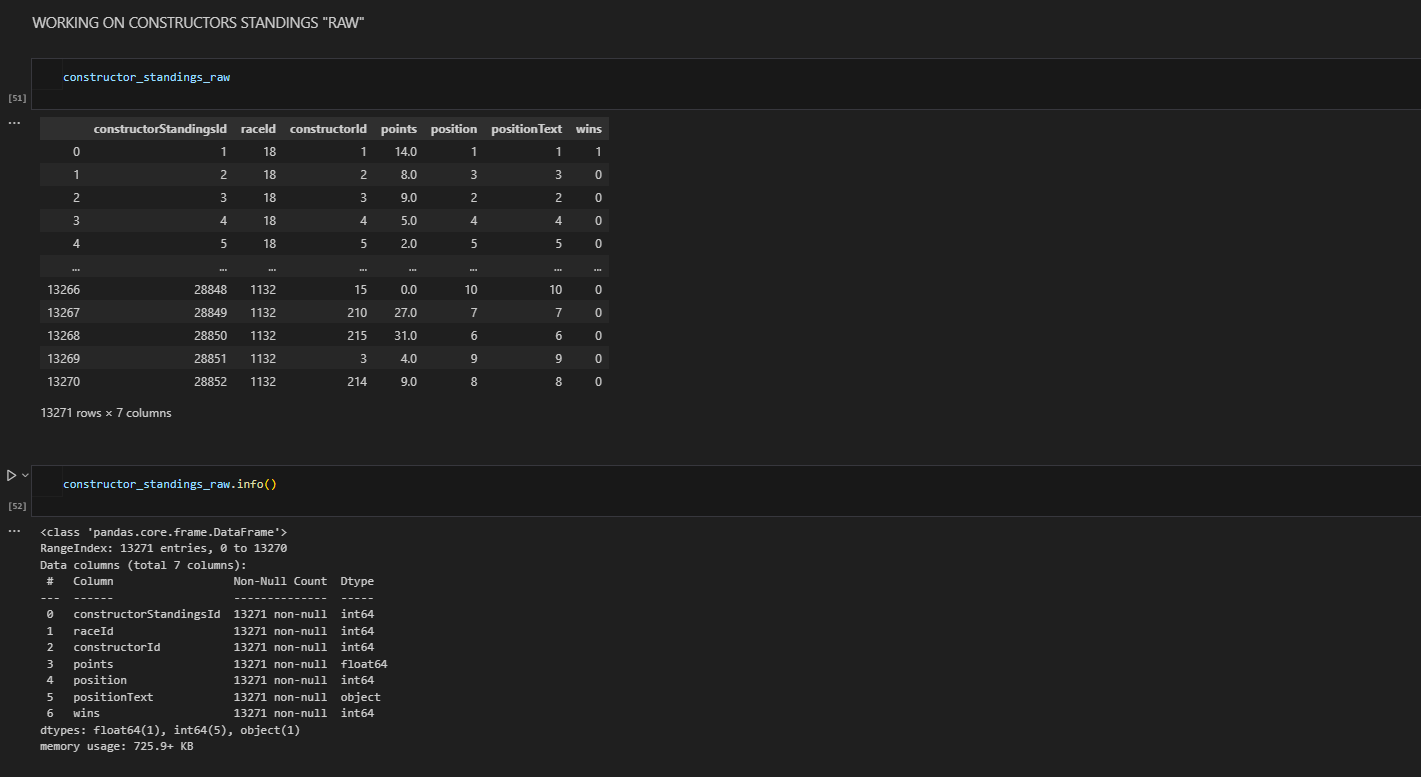 WORKING ON CONSTRUCTORS STANDINGS "RAW"
constructor_standings_raw
[51]
...
constructorStandingsId raceId constructorId points position positionText wins
0 1 18 1 14.0 1 1 1
1 2 18 2 8.0 3 3 0
2 3 18 3 9.0 2 2 0
3 4 18 4 5.0 4 4 0
4 5 18 5 2.0 5 5 0
... ... ... ... ... ... ... ...
13266 28848 1132 15 0.0 10 10 0
13267 28849 1132 210 27.0 7 7 0
13268 28850 1132 215 31.0 6 6 0
13269 28851 1132 3 4.0 9 9 0
13270 28852 1132 214 9.0 8 8 0
13271 rows × 7 columns
constructor_standings_raw.info()
[52]
...
<class 'pandas.core.frame.DataFrame'>
RangeIndex: 13271 entries, 0 to 13270
Data columns (total 7 columns):
# Column Non-Null Count Dtype
--- ------ -------------- -----
0 constructorStandingsId 13271 non-null int64
1 raceId 13271 non-null int64
2 constructorId 13271 non-null int64
3 points 13271 non-null float64
4 position 13271 non-null int64
5 positionText 13271 non-null object
6 wins 13271 non-null int64
dtypes: float64(1), int64(5), object(1)
memory usage: 725.9+ KB